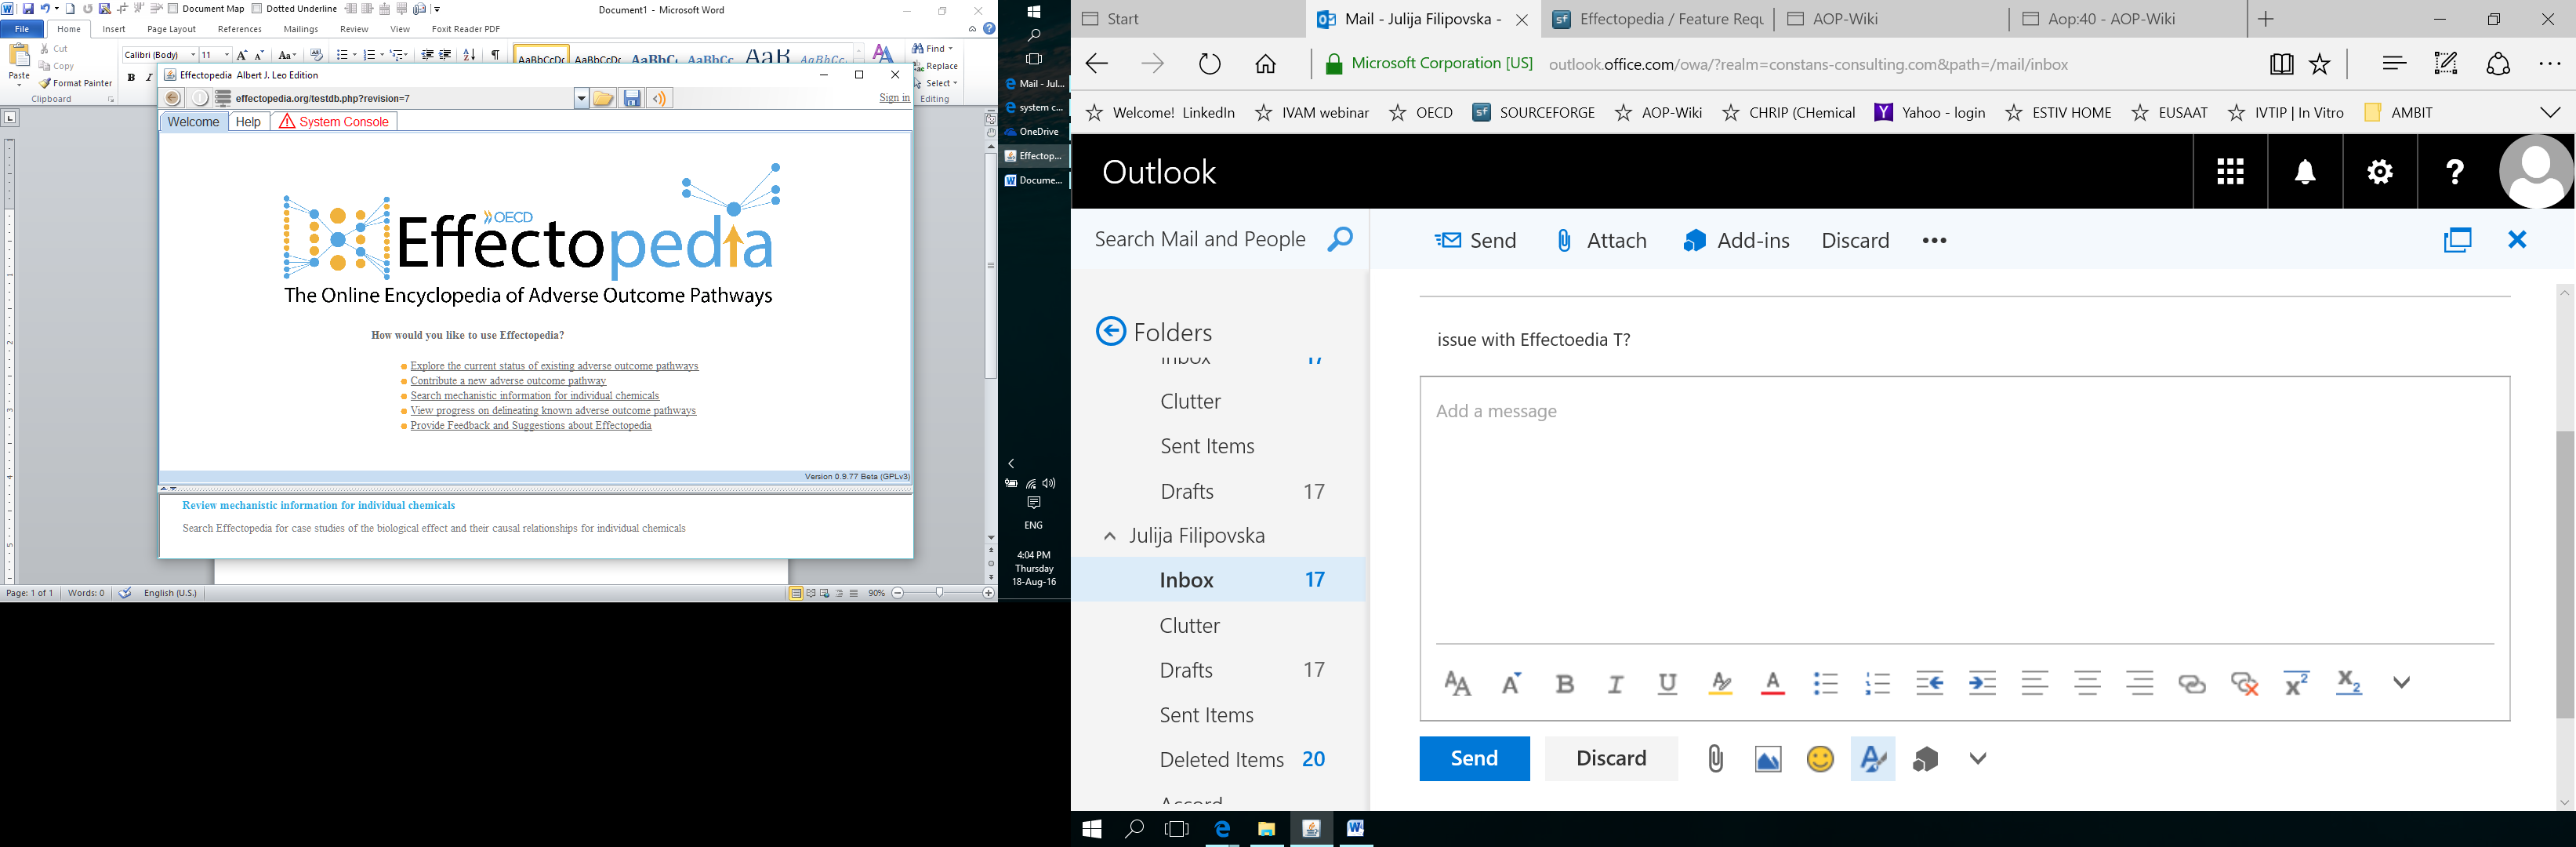 Document Map
Dotted Underline
Document1 - Microsoft Word
File Home Insert Page Layout References Mailings Review View Foxit Reader PDF
Paste
Cut
Copy
Format Painter
Clipboard
Calibri (Body) 11
Find
Replace
Select
Editing
Effectopedia Albert J. Leo Edition
effectopedia.org/testdb.php?revision=7
Sign in
Welcome Help System Console
OECD
Effectopedia
The Online Encyclopedia of Adverse Outcome Pathways
How would you like to use Effectopedia?
Explore the current status of existing adverse outcome pathways
Contribute a new adverse outcome pathway
Search mechanistic information for individual chemicals
View progress on delineating known adverse outcome pathways
Provide Feedback and Suggestions about Effectopedia
Version 0.9.77 Beta (GPLv3)
Review mechanistic information for individual chemicals
Search Effectopedia for case studies of the biological effect and their causal relationships for individual chemicals
Page: 1 of 1 Words: 0 English (U.S.) 90%
Mail - Jul...
system c...
OneDrive
Effectop...
Docume...
ENG
4:04 PM
Thursday
18-Aug-16
Start
Mail - Julija Filipovska -
Effectopedia / Feature Requ
AOP-Wiki
Aop:40 - AOP-Wiki
Microsoft Corporation [US] outlook.office.com/owa/?realm=constans-consulting.com&path=/mail/inbox
Welcome! LinkedIn
IVAM webinar
OECD
SOURCEFORGE
AOP-Wiki
CHRIP (CHemical
Yahoo - login
ESTIV HOME
EUSAAT
IVTIP | In Vitro
AMBIT
Outlook
Search Mail and People
Send Attach Add-ins Discard
Folders
Inbox 17
Clutter
Sent Items
Drafts 17
Julija Filipovska
Inbox 17
Clutter
Drafts 17
Sent Items
Deleted Items 20
issue with Effectoedia T?
Add a message
Send Discard